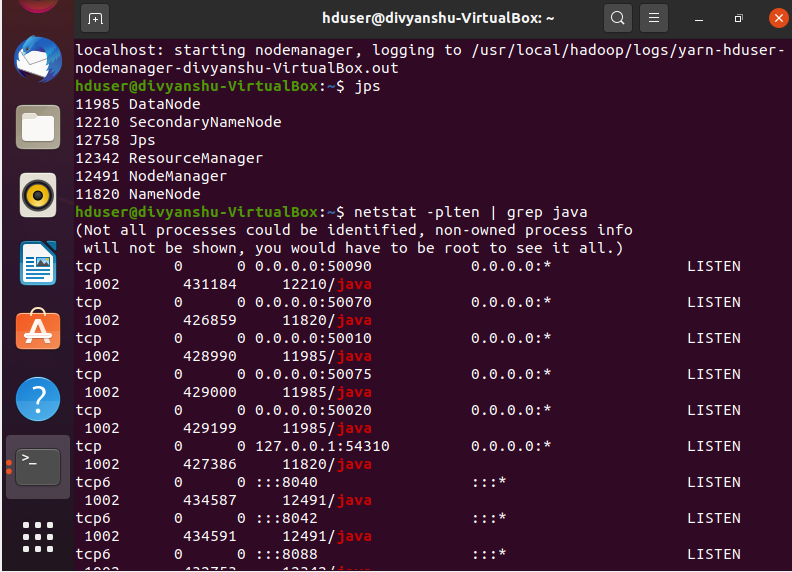 hduser@divyanshu-VirtualBox: ~
localhost: starting nodemanager, logging to /usr/local/hadoop/logs/yarn-hduser-
nodemanager-divyanshu-VirtualBox.out
hduser@divyanshu-VirtualBox:~$ jps
11985 DataNode
12210 SecondaryNameNode
12758 Jps
12342 ResourceManager
12491 NodeManager
11820 NameNode
hduser@divyanshu-VirtualBox:~$ netstat -plten | grep java
(Not all processes could be identified, non-owned process info
 will not be shown, you would have to be root to see it all.)
tcp        0      0 0.0.0.0:50090           0.0.0.0:*               LISTEN
 1002       431184     12210/java
tcp        0      0 0.0.0.0:50070           0.0.0.0:*               LISTEN
 1002       426859     11820/java
tcp        0      0 0.0.0.0:50010           0.0.0.0:*               LISTEN
 1002       428990     11985/java
tcp        0      0 0.0.0.0:50075           0.0.0.0:*               LISTEN
 1002       429000     11985/java
tcp        0      0 0.0.0.0:50020           0.0.0.0:*               LISTEN
 1002       429199     11985/java
tcp        0      0 127.0.0.1:54310         0.0.0.0:*               LISTEN
 1002       427386     11820/java
tcp6       0      0 :::8040                 :::*                    LISTEN
 1002       434587     12491/java
tcp6       0      0 :::8042                 :::*                    LISTEN
 1002       434591     12491/java
tcp6       0      0 :::8088                 :::*                    LISTEN